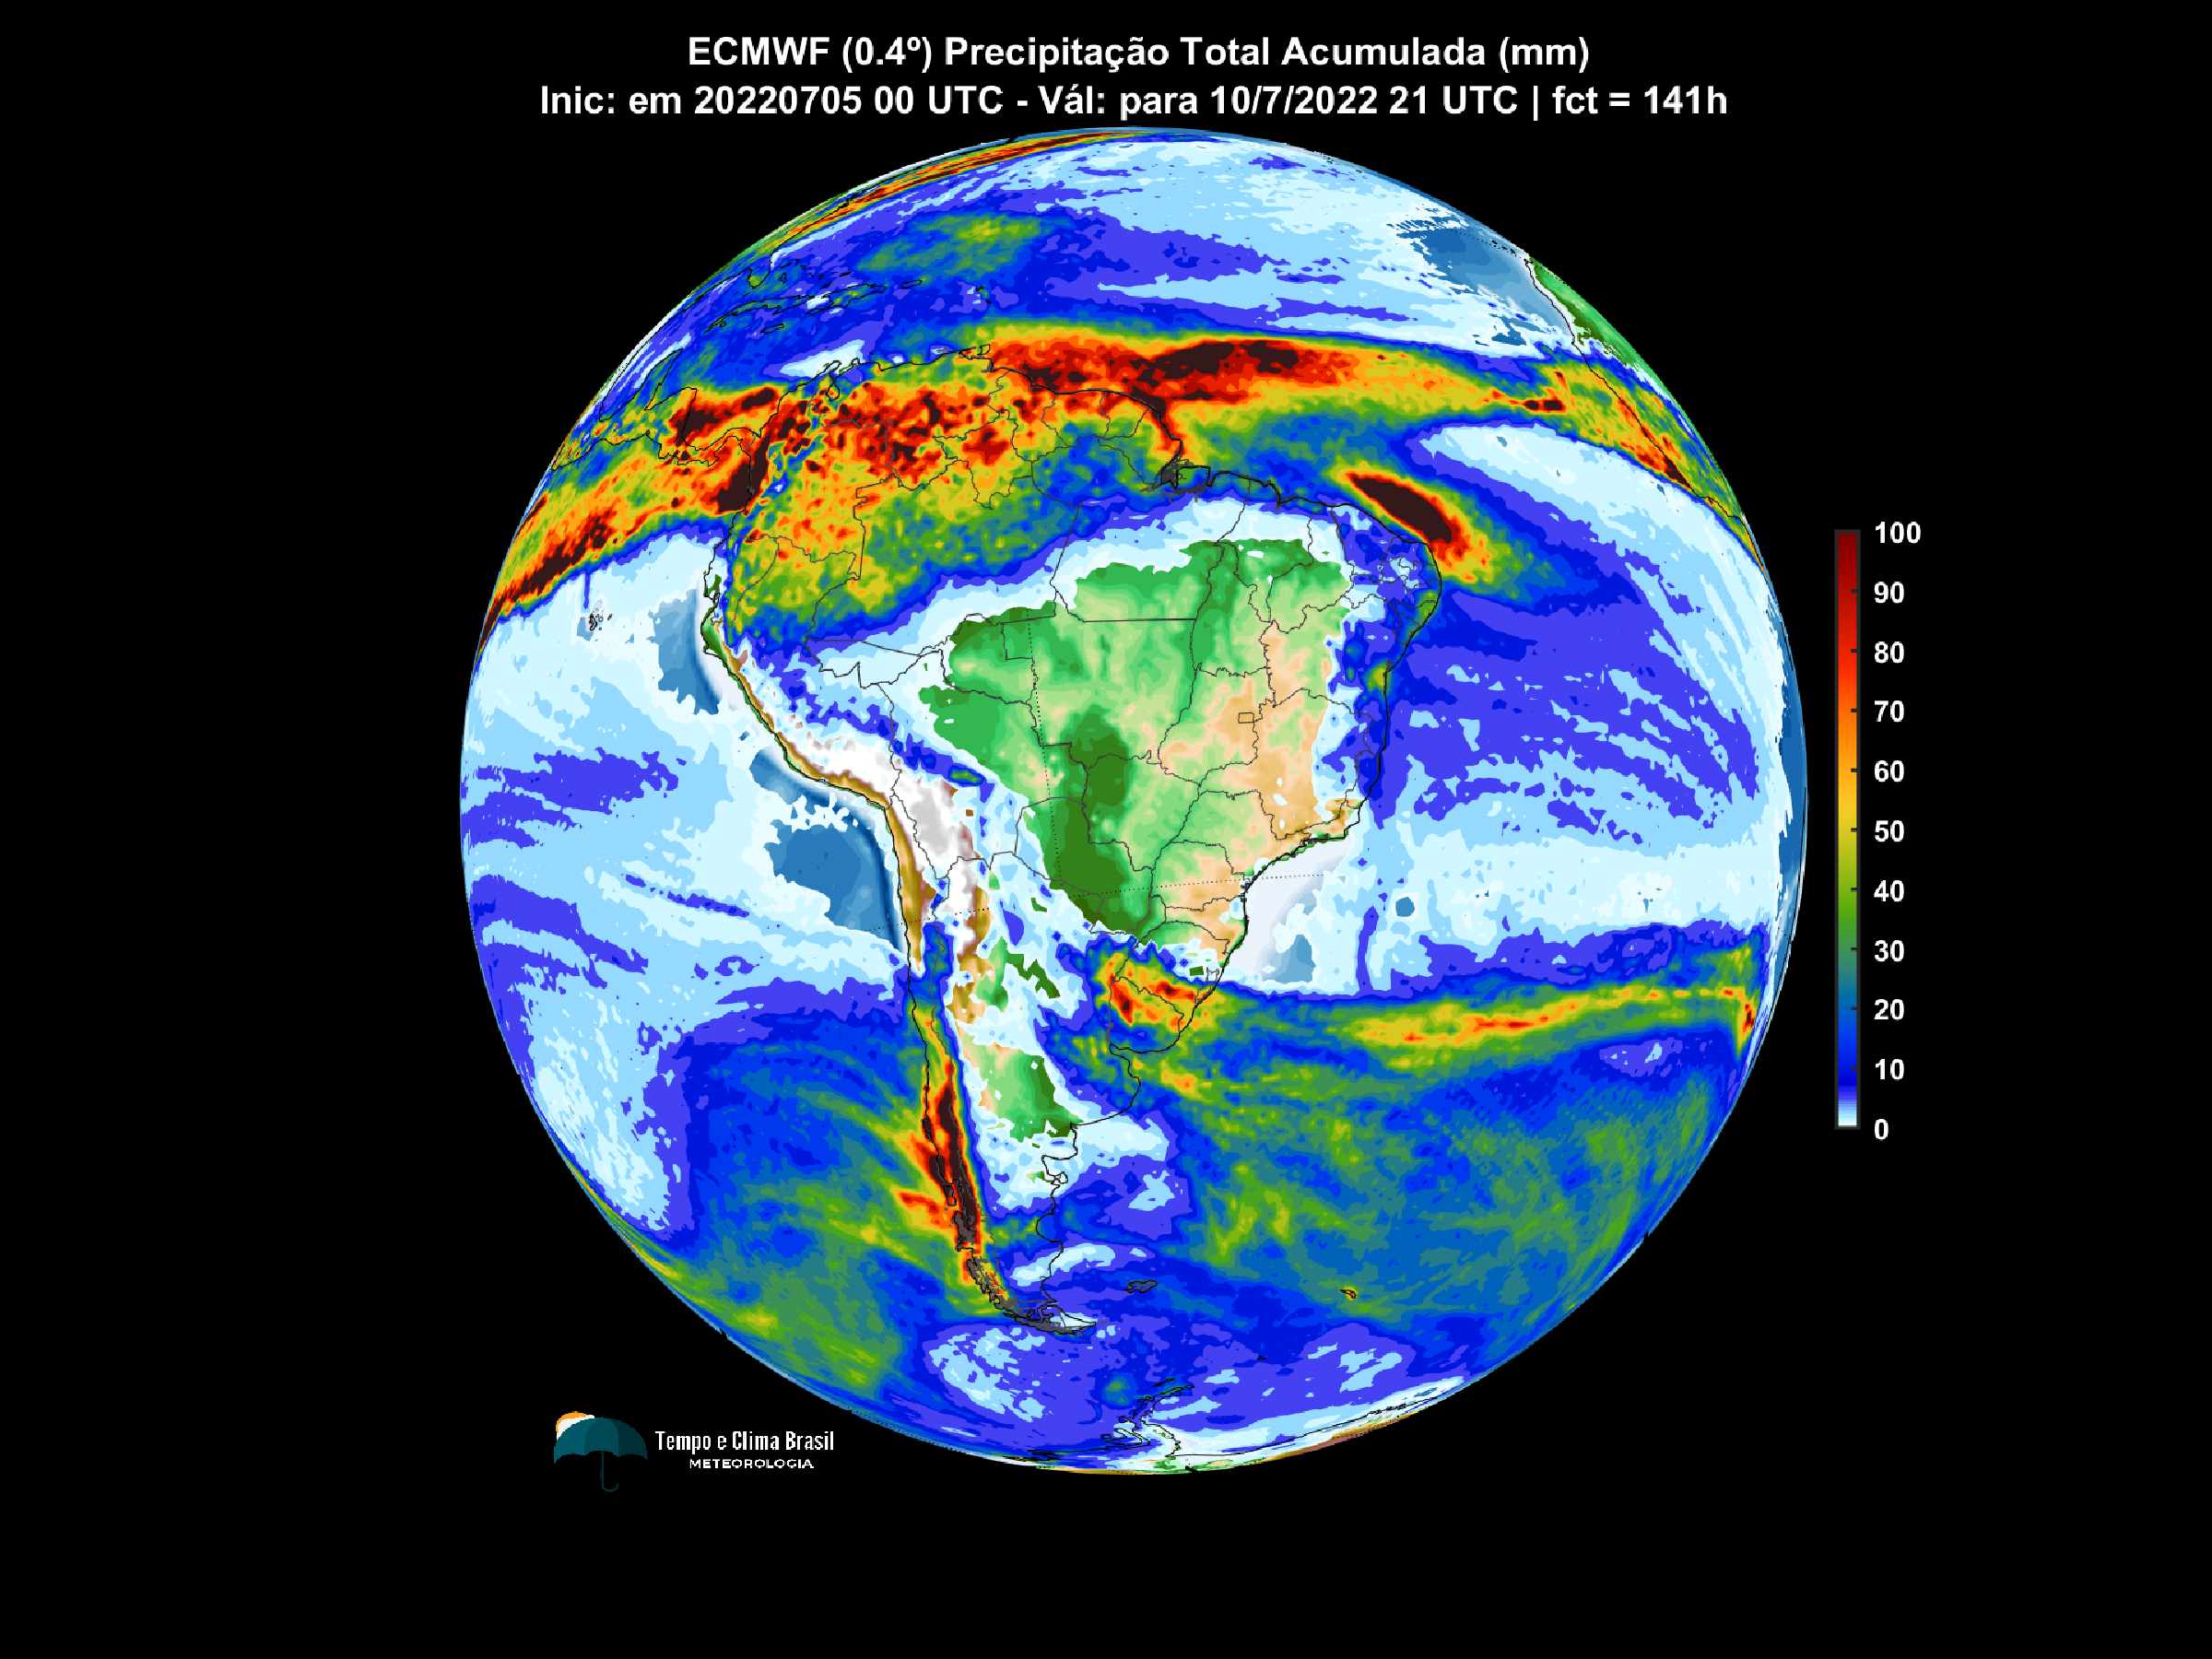 ECMWF (0.4º) Precipitação Total Acumulada (mm)
Inic: em 20220705 00 UTC - Vál: para 10/7/2022 21 UTC | fct = 141h
100
90
80
70
60
50
40
30
20
10
0
Tempo e Clima Brasil
METEOROLOGIA